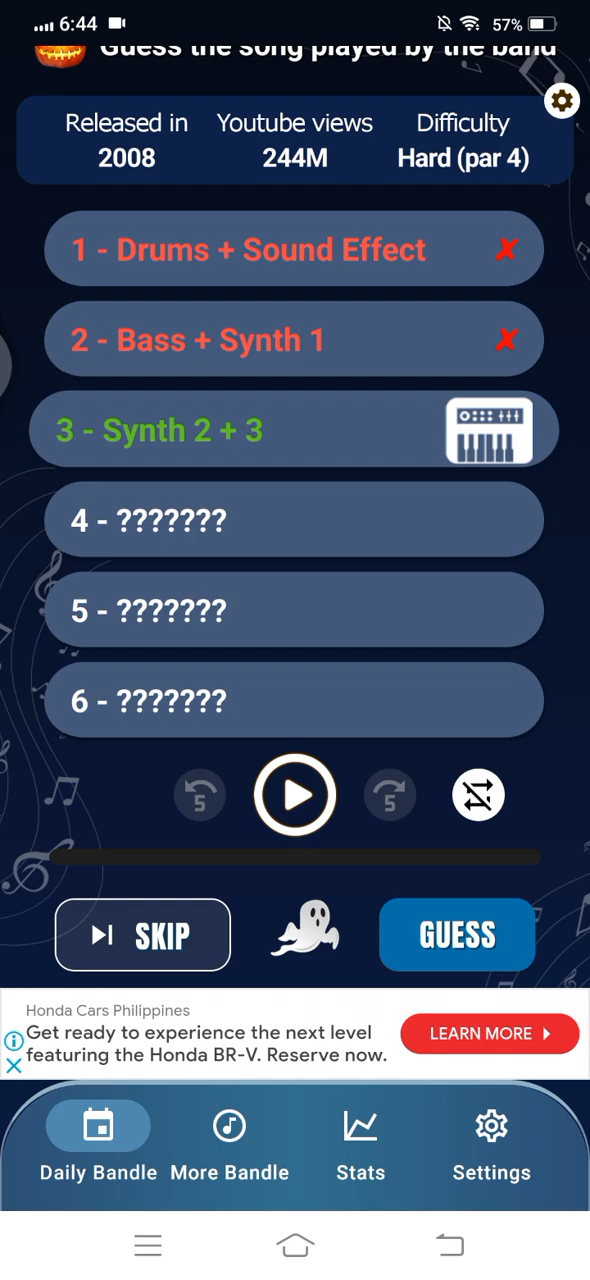 6:44
57%
Guess the song played by the band
Released in Youtube views Difficulty
2008 244M Hard (par 4)
1 - Drums + Sound Effect
2 - Bass + Synth 1
3 - Synth 2 + 3
4 - ???????
5 - ???????
6 - ???????
5 5
SKIP GUESS
Honda Cars Philippines
Get ready to experience the next level
featuring the Honda BR-V. Reserve now.
LEARN MORE
Daily Bandle More Bandle Stats Settings